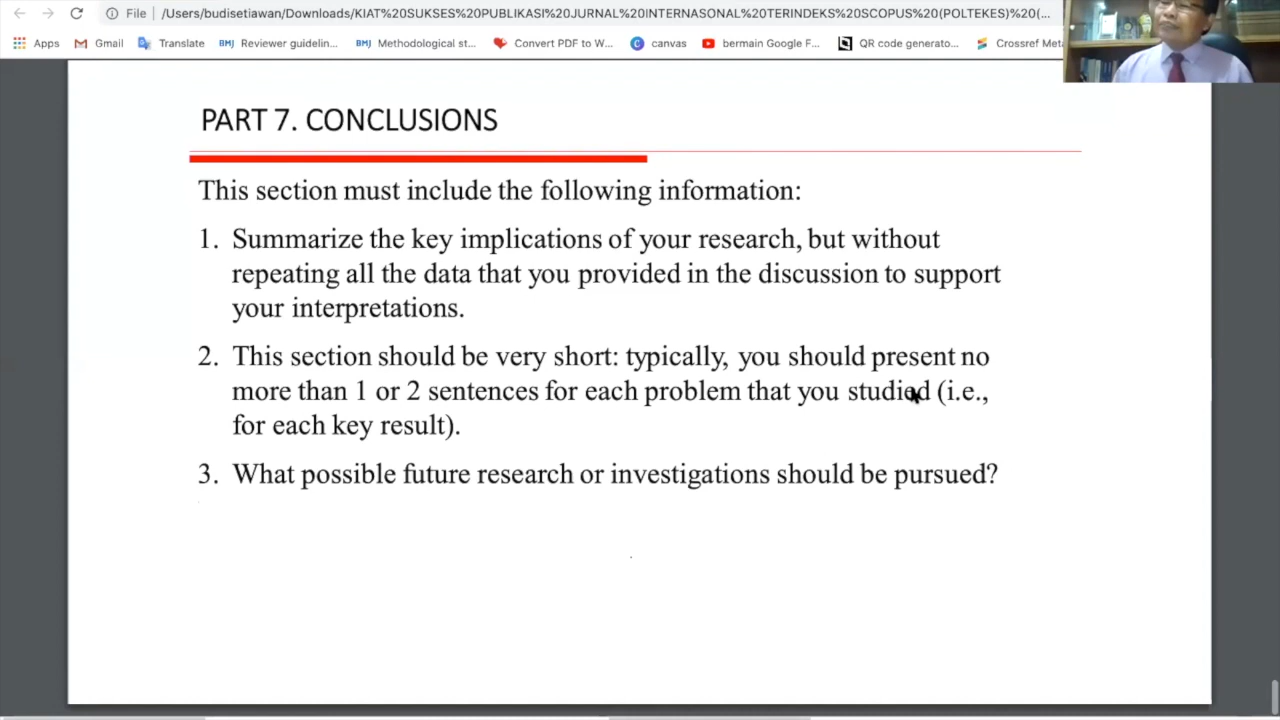 File
/Users/budisetiawan/Downloads/KIAT%20SUKSES%20PUBLIKASI%20JURNAL%20INTERNASONAL%20TERINDEKS%20SCOPUS%20(POLTEKES)%20(...
Apps Gmail Translate BMJ Reviewer guidelin... BMJ Methodological st... Convert PDF to W... C canvas bermain Google F... QR code generato... Crossref Met
PART 7. CONCLUSIONS
This section must include the following information:
1. Summarize the key implications of your research, but without
repeating all the data that you provided in the discussion to support
your interpretations.
2. This section should be very short: typically, you should present no
more than 1 or 2 sentences for each problem that you studied (i.e.,
for each key result).
3. What possible future research or investigations should be pursued?